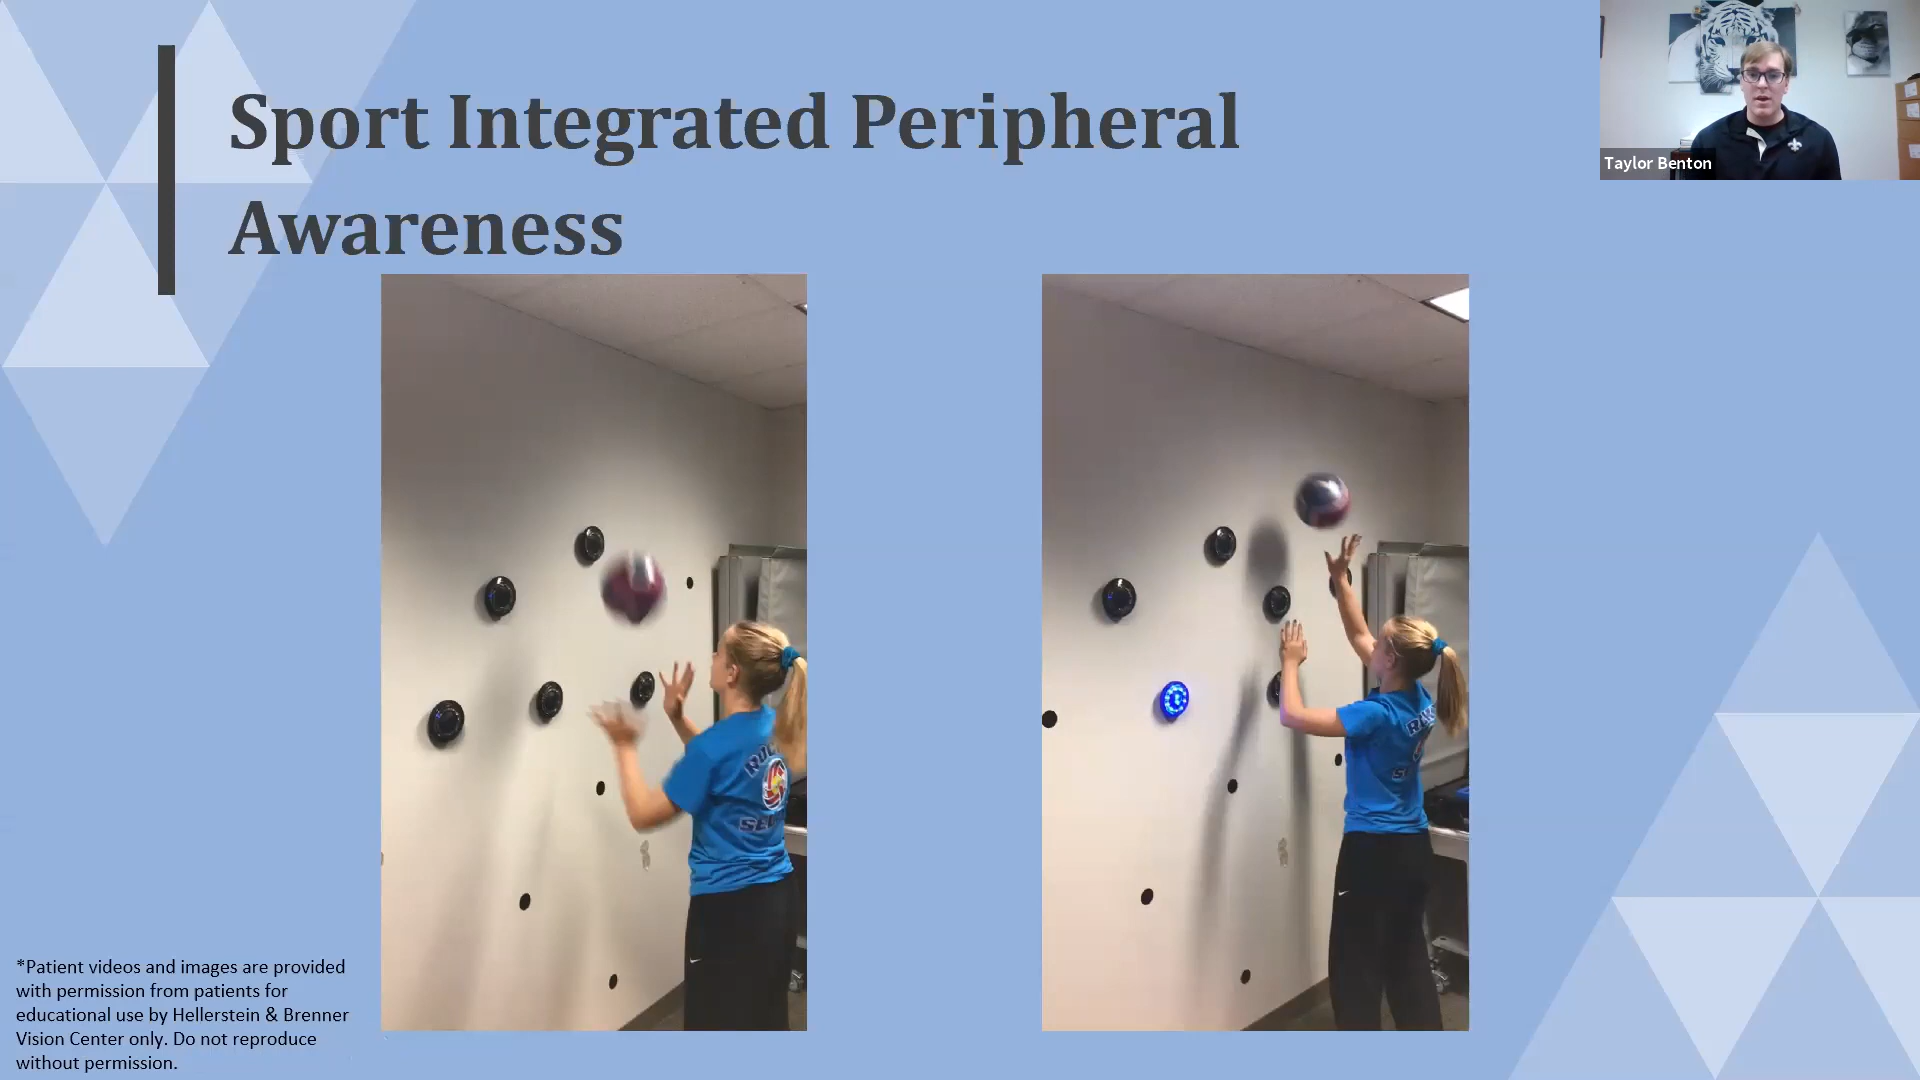 Sport Integrated Peripheral
Awareness
Taylor Benton
*Patient videos and images are provided
with permission from patients for
educational use by Hellerstein & Brenner
Vision Center only. Do not reproduce
without permission.